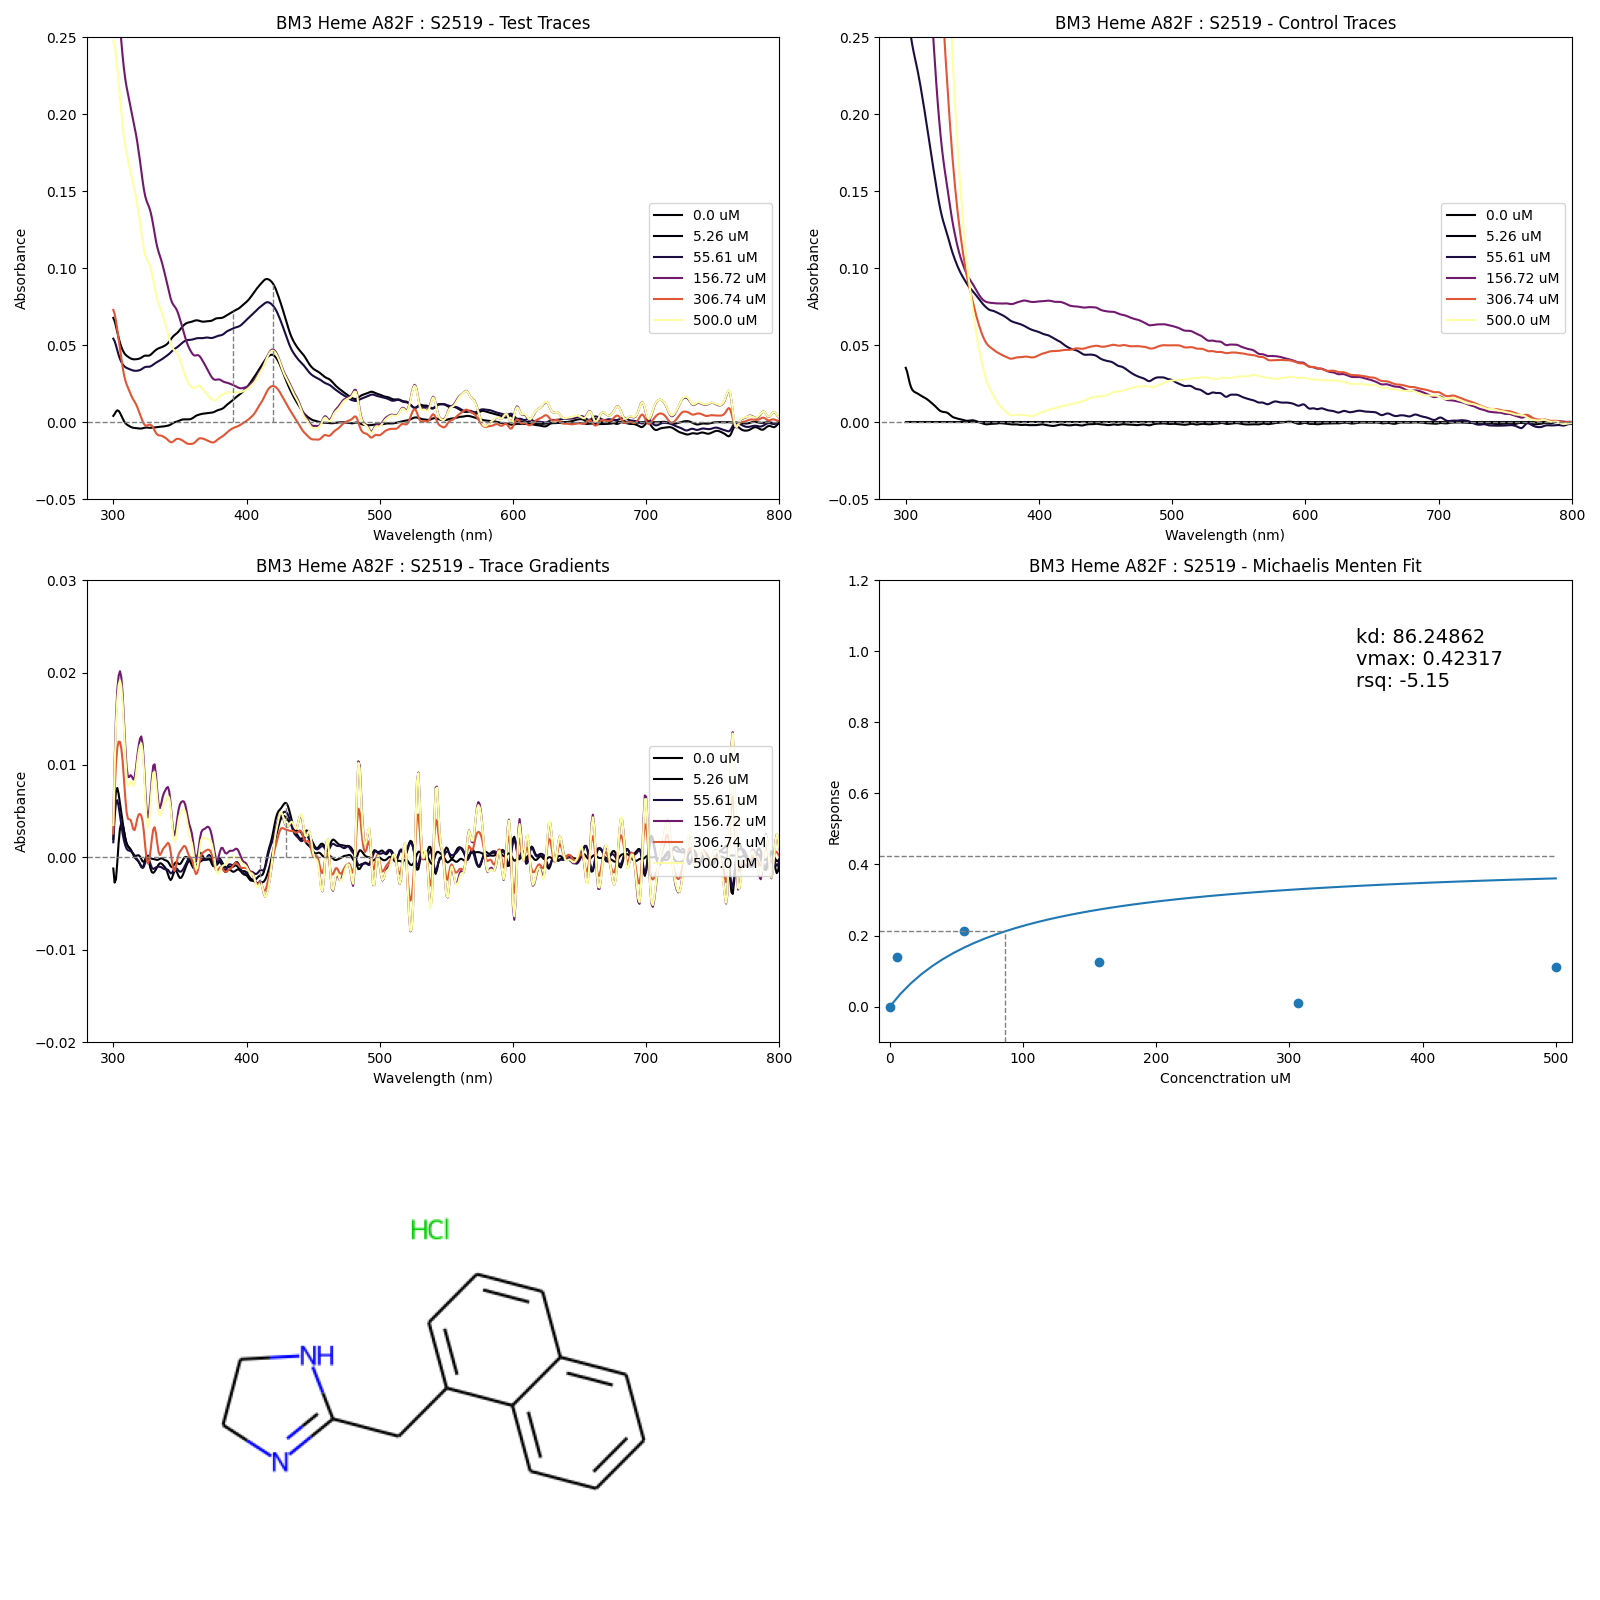 BM3 Heme A82F : S2519 - Test Traces
0.25
0.20
0.15
0.10
0.05
0.00
−0.05
Absorbance
0.0 uM
5.26 uM
55.61 uM
156.72 uM
306.74 uM
500.0 uM
300 400 500 600 700 800
Wavelength (nm)
BM3 Heme A82F : S2519 - Control Traces
0.25
0.20
0.15
0.10
0.05
0.00
−0.05
Absorbance
0.0 uM
5.26 uM
55.61 uM
156.72 uM
306.74 uM
500.0 uM
300 400 500 600 700 800
Wavelength (nm)
BM3 Heme A82F : S2519 - Trace Gradients
0.03
0.02
0.01
0.00
−0.01
−0.02
Absorbance
0.0 uM
5.26 uM
55.61 uM
156.72 uM
306.74 uM
500.0 uM
300 400 500 600 700 800
Wavelength (nm)
BM3 Heme A82F : S2519 - Michaelis Menten Fit
1.2
1.0
0.8
0.6
0.4
0.2
0.0
Response
kd: 86.24862
vmax: 0.42317
rsq: -5.15
0 100 200 300 400 500
Concenctration uM
HCl
NH
N